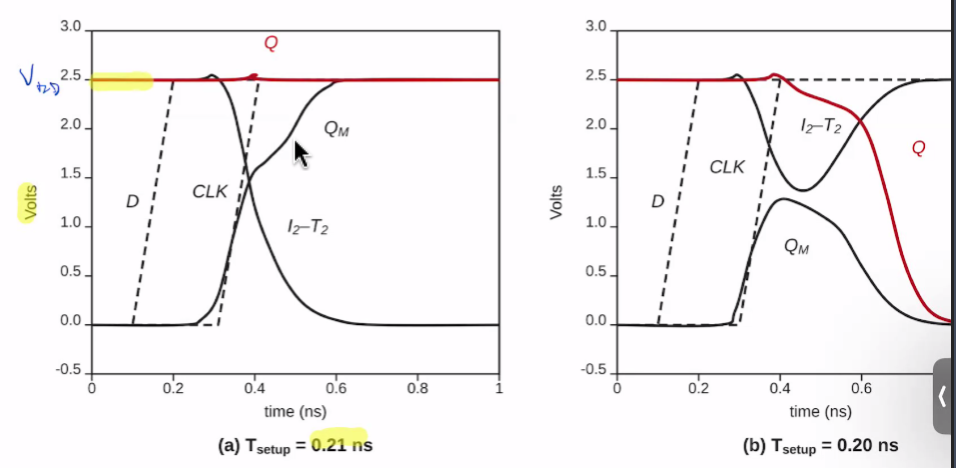 3.0
2.5
2.0
1.5
1.0
0.5
0.0
-0.5
Volts
V_DD
Q
D
CLK
Q_M
I_2–T_2
0
0.2
0.4
0.6
0.8
1
time (ns)
(a) T_setup = 0.21 ns
3.0
2.5
2.0
1.5
1.0
0.5
0.0
-0.5
Volts
D
CLK
I_2–T_2
Q_M
Q
0
0.2
0.4
0.6
time (ns)
(b) T_setup = 0.20 ns